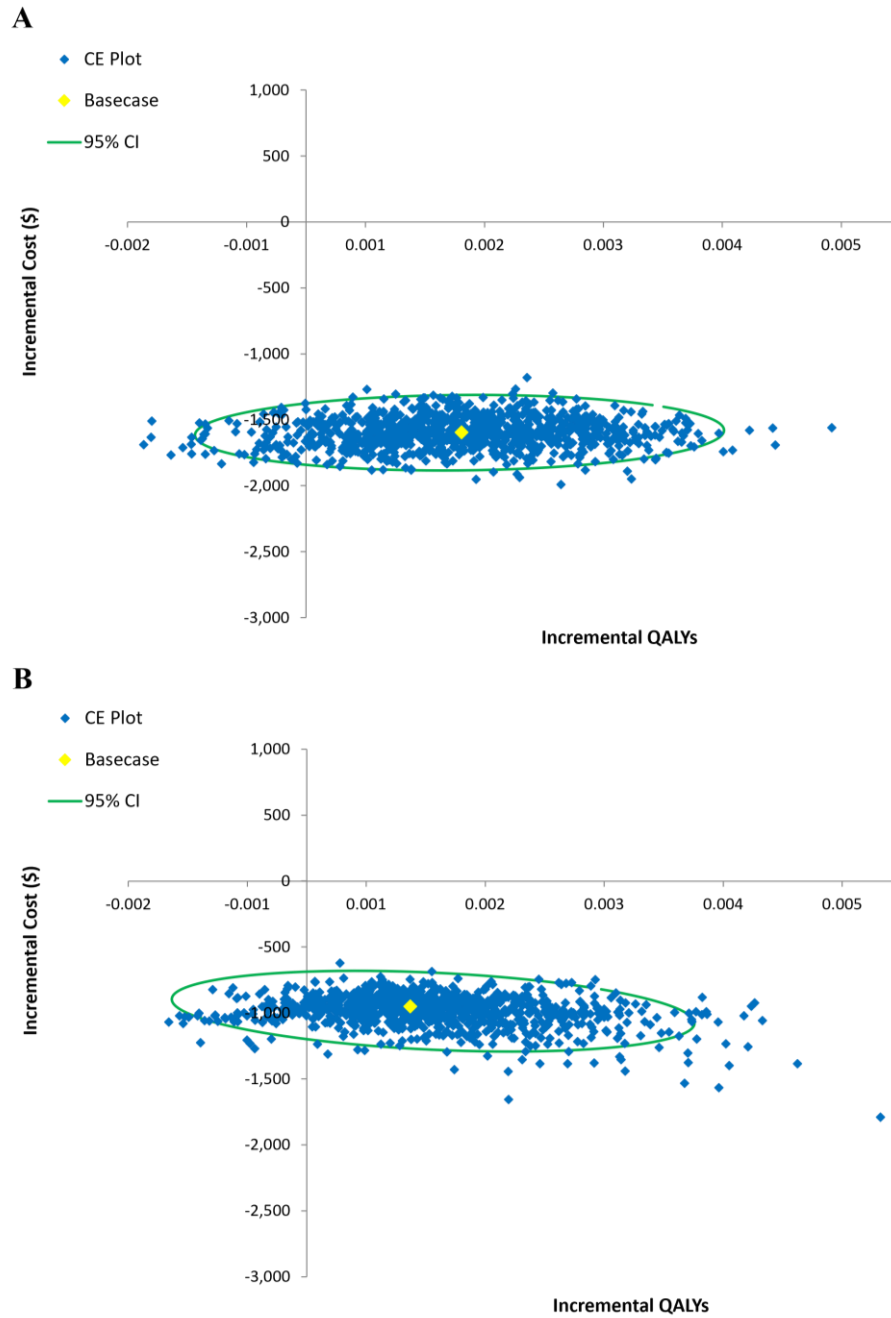 A
CE Plot
Basecase
95% CI
1,000
500
0
-0.002 -0.001 0.001 0.002 0.003 0.004 0.005
-500
-1,000
-1,500
-2,000
-2,500
-3,000
Incremental Cost ($)
Incremental QALYs
B
CE Plot
Basecase
95% CI
1,000
500
0
-0.002 -0.001 0.001 0.002 0.003 0.004 0.005
-500
-1,000
-1,500
-2,000
-2,500
-3,000
Incremental Cost ($)
Incremental QALYs